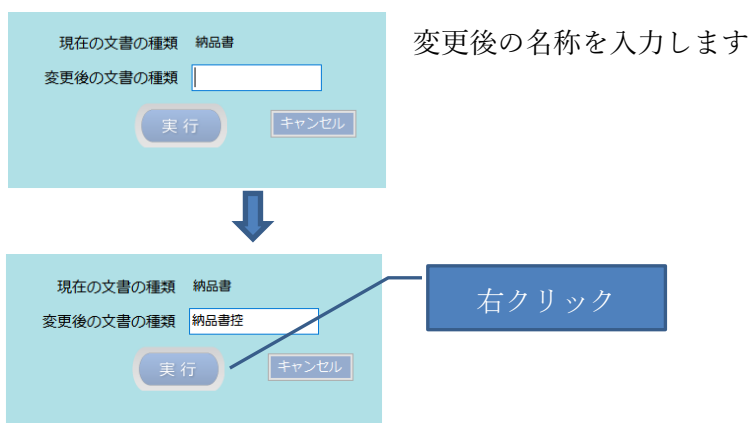 現在の文書の種類 納品書
変更後の名称を入力します
変更後の文書の種類
実行 キャンセル
現在の文書の種類 納品書
変更後の文書の種類 納品書控
右クリック
実行 キャンセル